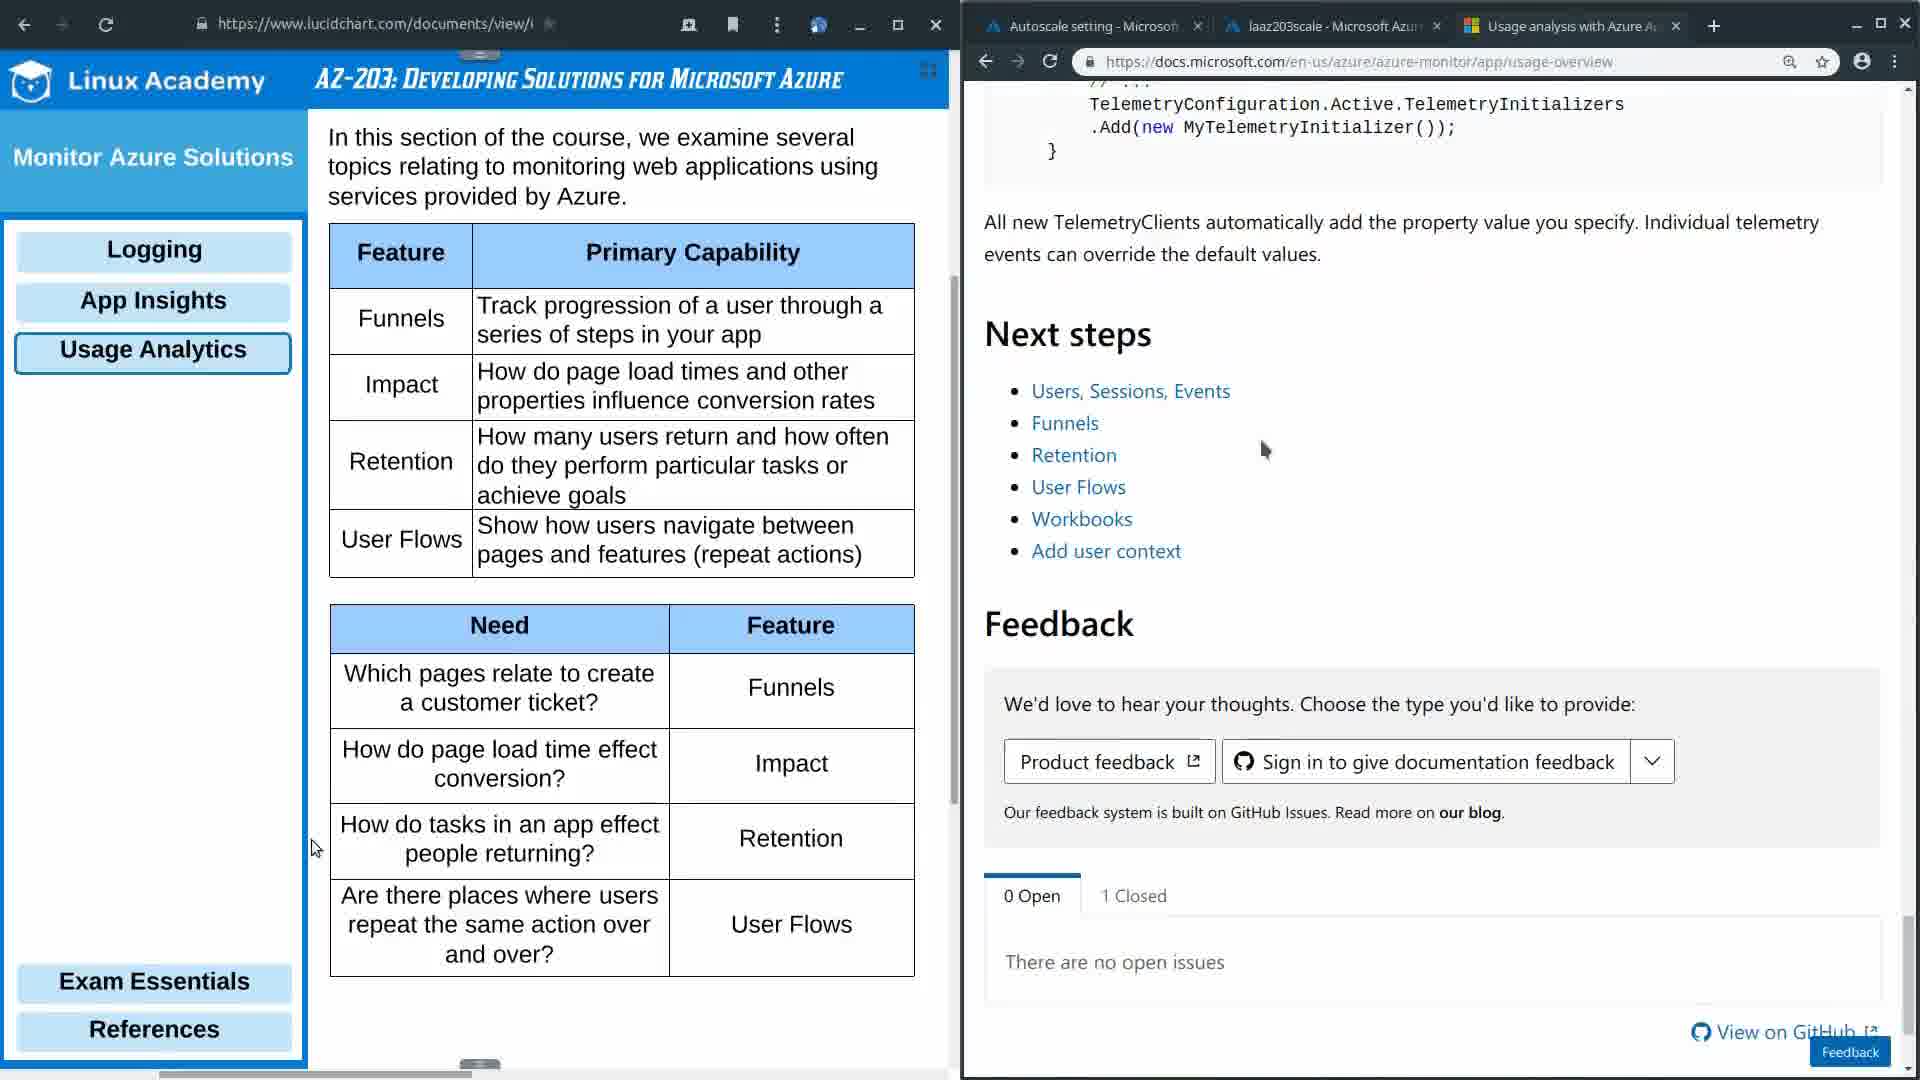 https://www.lucidchart.com/documents/view/
Linux Academy
AZ-203: Developing Solutions for Microsoft Azure
Monitor Azure Solutions
Logging
App Insights
Usage Analytics
Exam Essentials
References
In this section of the course, we examine several
topics relating to monitoring web applications using
services provided by Azure.
Feature
Primary Capability
Funnels
Track progression of a user through a
series of steps in your app
Impact
How do page load times and other
properties influence conversion rates
Retention
How many users return and how often
do they perform particular tasks or
achieve goals
User Flows
Show how users navigate between
pages and features (repeat actions)
Need
Feature
Which pages relate to create
a customer ticket?
Funnels
How do page load time effect
conversion?
Impact
How do tasks in an app effect
people returning?
Retention
Are there places where users
repeat the same action over
and over?
User Flows
Autoscale setting - Microsof
laaz203scale - Microsoft Azur
Usage analysis with Azure A
https://docs.microsoft.com/en-us/azure/azure-monitor/app/usage-overview
// ...
TelemetryConfiguration.Active.TelemetryInitializers
.Add(new MyTelemetryInitializer());
}
All new TelemetryClients automatically add the property value you specify. Individual telemetry
events can override the default values.
Next steps
Users, Sessions, Events
Funnels
Retention
User Flows
Workbooks
Add user context
Feedback
We'd love to hear your thoughts. Choose the type you'd like to provide:
Product feedback
Sign in to give documentation feedback
Our feedback system is built on GitHub Issues. Read more on our blog.
0 Open
1 Closed
There are no open issues
View on GitHub
Feedback